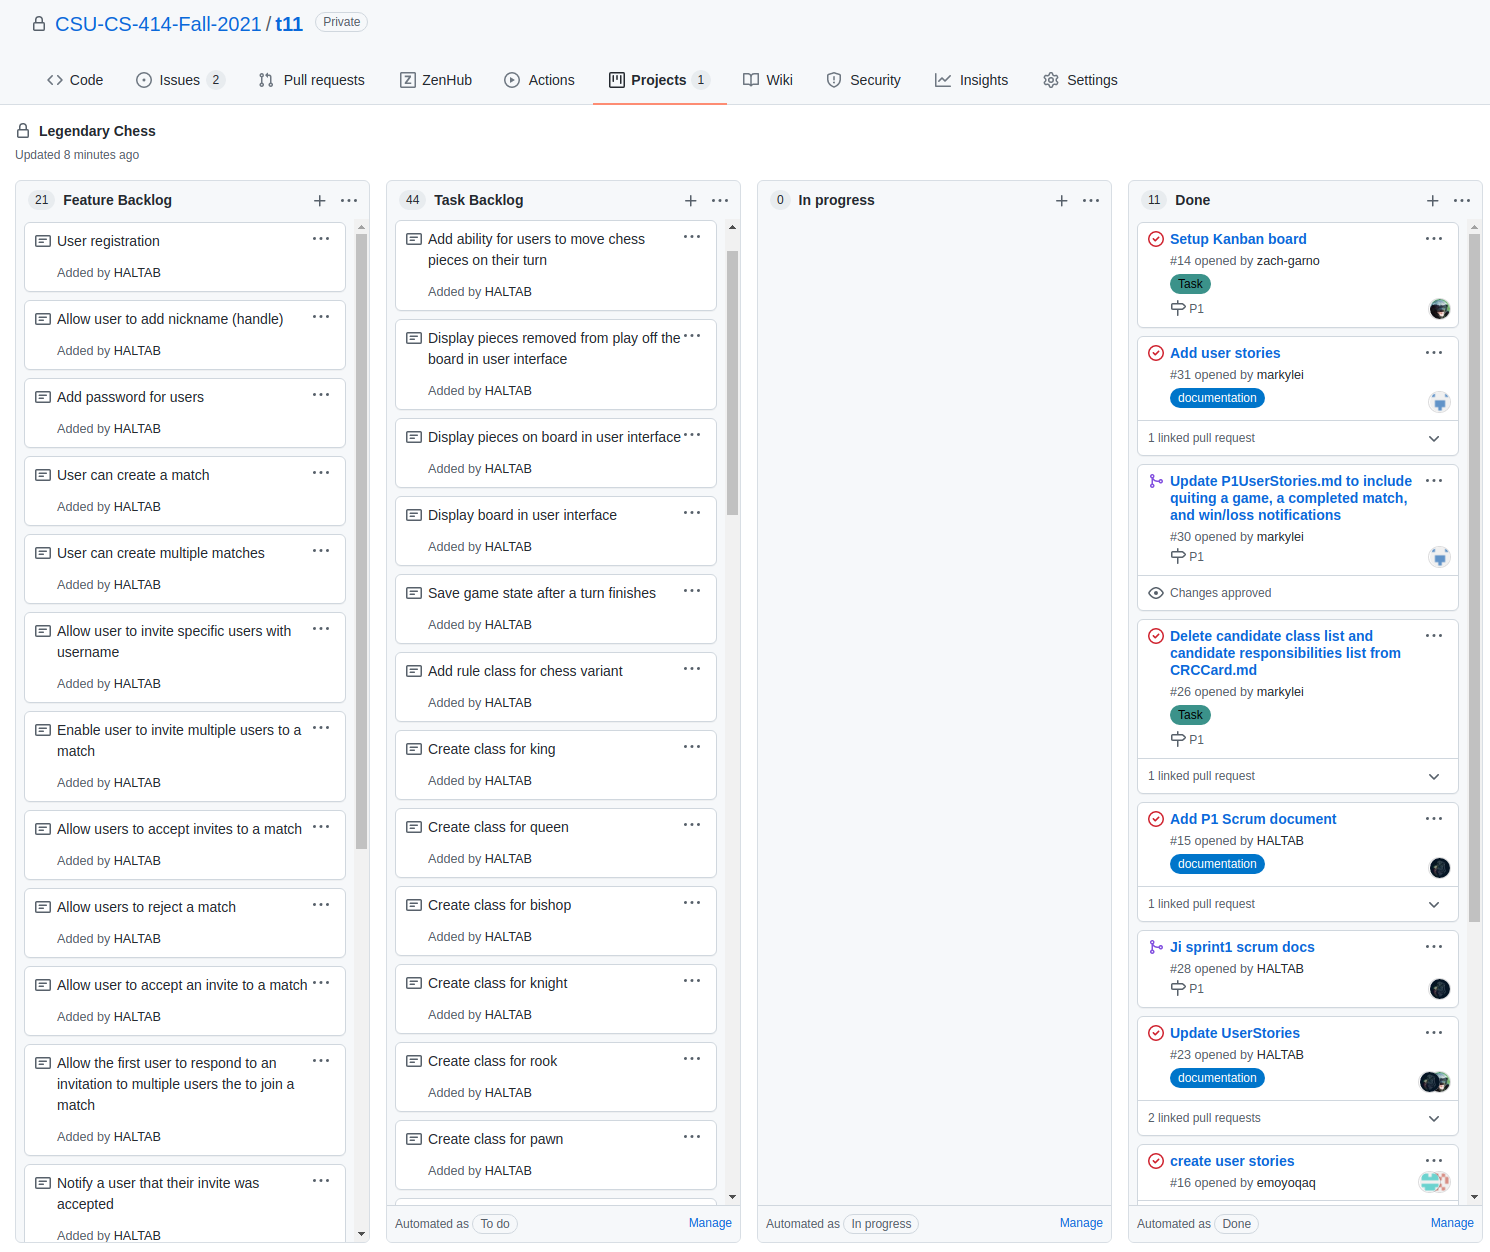 CSU-CS-414-Fall-2021 / t11 Private
Code Issues 2 Pull requests ZenHub Actions Projects 1 Wiki Security Insights Settings
Legendary Chess
Updated 8 minutes ago
21 Feature Backlog
User registration
Added by HALTAB
Allow user to add nickname (handle)
Added by HALTAB
Add password for users
Added by HALTAB
User can create a match
Added by HALTAB
User can create multiple matches
Added by HALTAB
Allow user to invite specific users with
username
Added by HALTAB
Enable user to invite multiple users to a
match
Added by HALTAB
Allow users to accept invites to a match
Added by HALTAB
Allow users to reject a match
Added by HALTAB
Allow user to accept an invite to a match
Added by HALTAB
Allow the first user to respond to an
invitation to multiple users the to join a
match
Added by HALTAB
Notify a user that their invite was
accepted
Added by HALTAB
44 Task Backlog
Add ability for users to move chess
pieces on their turn
Added by HALTAB
Display pieces removed from play off the
board in user interface
Added by HALTAB
Display pieces on board in user interface
Added by HALTAB
Display board in user interface
Added by HALTAB
Save game state after a turn finishes
Added by HALTAB
Add rule class for chess variant
Added by HALTAB
Create class for king
Added by HALTAB
Create class for queen
Added by HALTAB
Create class for bishop
Added by HALTAB
Create class for knight
Added by HALTAB
Create class for rook
Added by HALTAB
Create class for pawn
Added by HALTAB
Automated as To do Manage
0 In progress
Automated as In progress Manage
11 Done
Setup Kanban board
#14 opened by zach-garno
Task
P1
Add user stories
#31 opened by markylei
documentation
1 linked pull request
Update P1UserStories.md to include
quiting a game, a completed match,
and win/loss notifications
#30 opened by markylei
P1
Changes approved
Delete candidate class list and
candidate responsibilities list from
CRCCard.md
#26 opened by markylei
Task
P1
1 linked pull request
Add P1 Scrum document
#15 opened by HALTAB
documentation
1 linked pull request
Ji sprint1 scrum docs
#28 opened by HALTAB
P1
Update UserStories
#23 opened by HALTAB
documentation
2 linked pull requests
create user stories
#16 opened by emoyoqaq
Automated as Done Manage